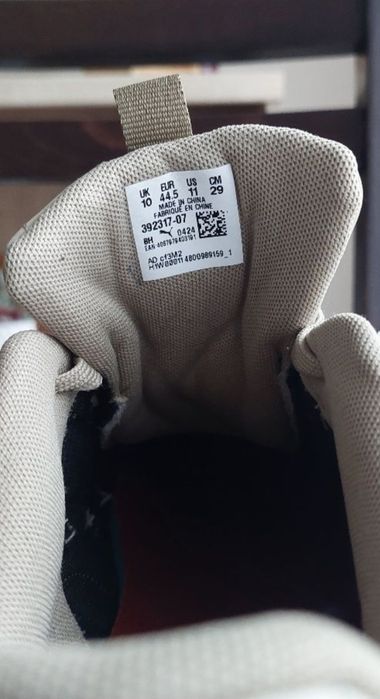 UK EUR US CM
10 44.5 11 29
MADE IN CHINA
FABRIQUÉ EN CHINE
392317-07
BH 0424
AD cf3M2